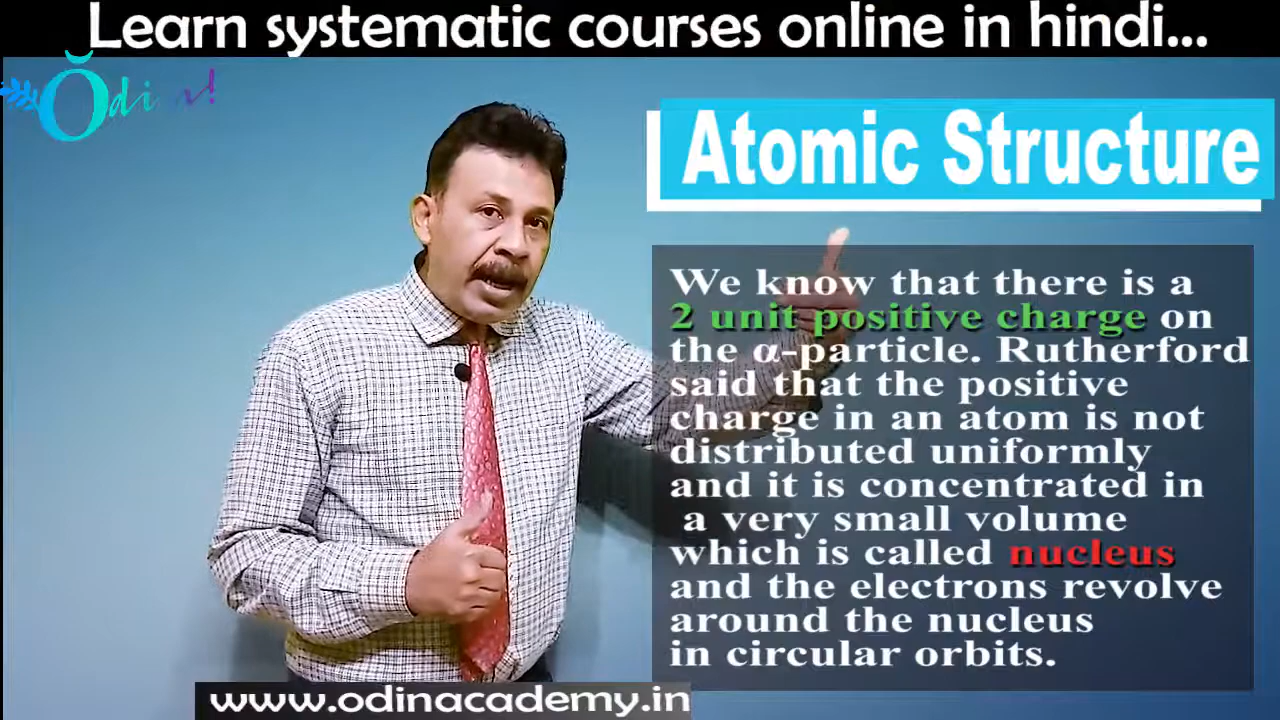 Learn systematic courses online in hindi...
Odin!
Atomic Structure
We know that there is a
2 unit positive charge on
the α-particle. Rutherford
said that the positive
charge in an atom is not
distributed uniformly
and it is concentrated in
a very small volume
which is called nucleus
and the electrons revolve
around the nucleus
in circular orbits.
www.odinacademy.in